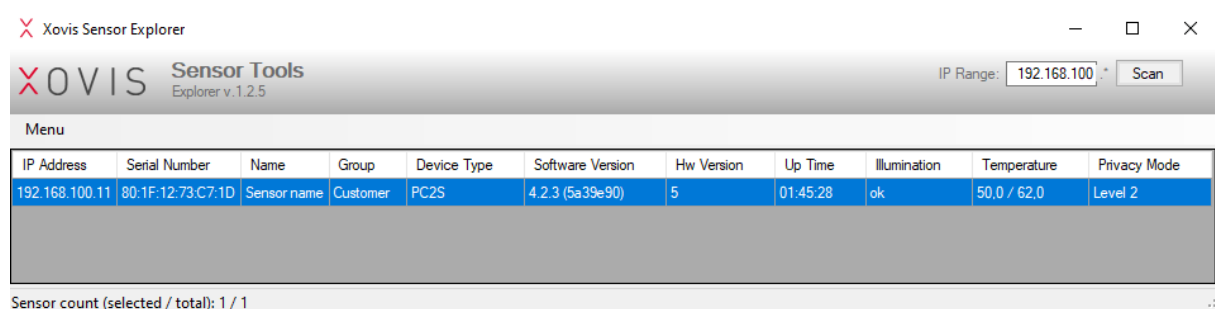 Xovis Sensor Explorer
XOVIS Sensor Tools IP Range: 192.168.100 .* Scan
Explorer v.1.2.5
Menu
IP Address Serial Number Name Group Device Type Software Version Hw Version Up Time Illumination Temperature Privacy Mode
192.168.100.11 80:1F:12:73:C7:1D Sensor name Customer PC2S 4.2.3 (5a39e90) 5 01:45:28 ok 50,0 / 62,0 Level 2
Sensor count (selected / total): 1 / 1